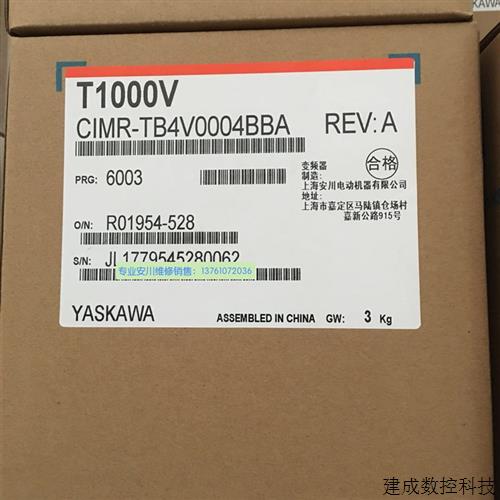 YASKAWA
T1000V
CIMR-TB4V0004BBA REV: A
PRG: 6003
变频器
制造:
上海安川电动机器有限公司
地址:
上海市嘉定区马陆镇仓场村
嘉新公路915号
合格
O/N: R01954-528
S/N: JL1779545280062
专业安川维修销售: 13761072036
YASKAWA ASSEMBLED IN CHINA GW: 3 Kg
建成数控科技